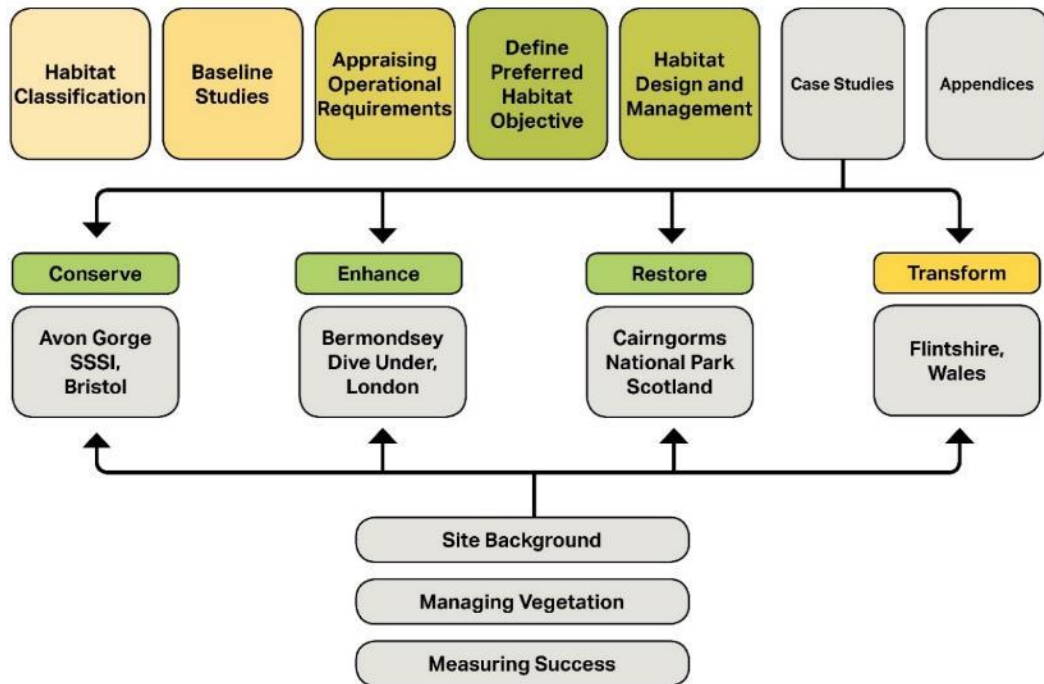 Habitat
Classification
Baseline
Studies
Appraising
Operational
Requirements
Define
Preferred
Habitat
Objective
Habitat
Design and
Management
Case Studies
Appendices
Conserve
Enhance
Restore
Transform
Avon Gorge
SSSI,
Bristol
Bermondsey
Dive Under,
London
Cairngorms
National Park
Scotland
Flintshire,
Wales
Site Background
Managing Vegetation
Measuring Success